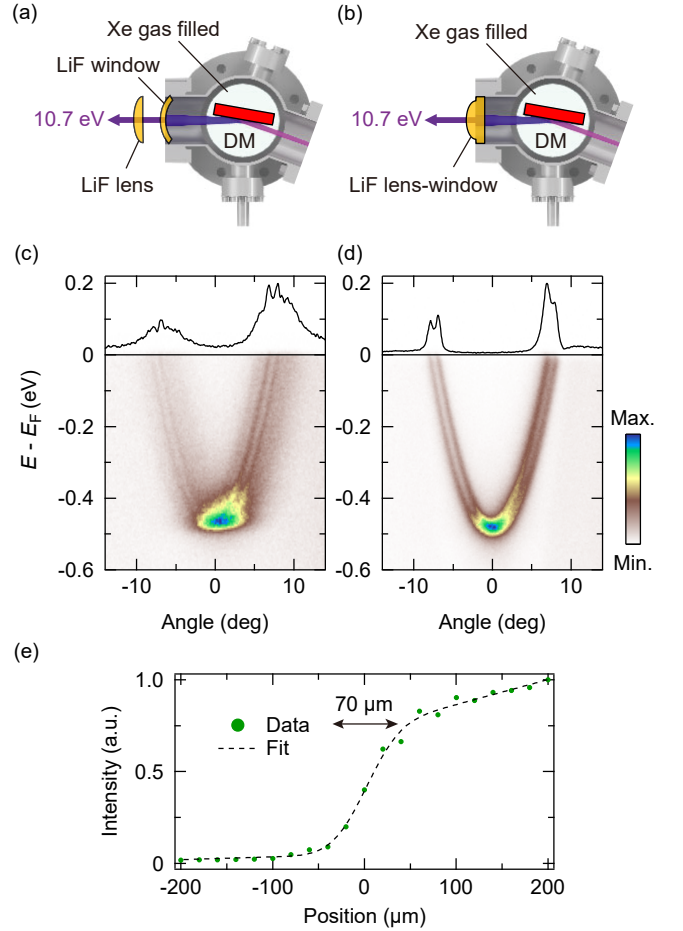 (a)
Xe gas filled
LiF window
10.7 eV
DM
LiF lens
(b)
Xe gas filled
10.7 eV
DM
LiF lens-window
(c)
0.2
0
-0.2
-0.4
-0.6
E - E_F (eV)
-10 0 10
Angle (deg)
(d)
0.2
0
-0.2
-0.4
-0.6
-10 0 10
Angle (deg)
Max.
Min.
(e)
1.0
0.5
0
Intensity (a.u.)
70 μm
Data
Fit
-200 -100 0 100 200
Position (μm)